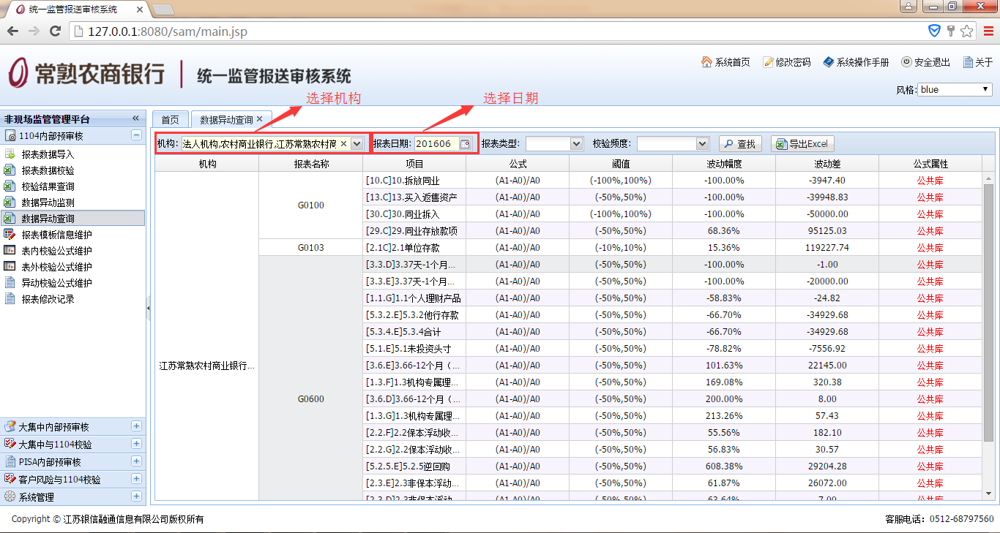 统一监管报送审核系统
127.0.0.1:8080/sam/main.jsp
常熟农商银行 统一监管报送审核系统
系统首页 修改密码 系统操作手册 安全退出 关于
风格: blue
选择机构 选择日期
非现场监管管理平台
1104内部预审核
报表数据导入
报表数据校验
校验结果查询
数据异动监测
数据异动查询
报表模板信息维护
表内校验公式维护
表外校验公式维护
异动校验公式维护
报表修改记录
大集中内部预审核
大集中与1104校验
PISA内部预审核
客户风险与1104校验
系统管理
首页 数据异动查询
机构: 法人机构,农村商业银行,江苏常熟农村商 报表日期: 201606 报表类型: 校验频度: 查找 导出Excel
机构 报表名称 项目 公式 阈值 波动幅度 波动差 公式属性
江苏常熟农村商业银行...
G0100
[10.C]10.拆放同业 (A1-A0)/A0 (-100%,100%) -100.00% -3947.40 公共库
[13.C]13.买入返售资产 (A1-A0)/A0 (-50%,50%) -100.00% -39948.83 公共库
[30.C]30.同业拆入 (A1-A0)/A0 (-100%,100%) -100.00% -50000.00 公共库
[29.C]29.同业存放款项 (A1-A0)/A0 (-50%,50%) 68.36% 95125.03 公共库
G0103 [2.1C]2.1单位存款 (A1-A0)/A0 (-10%,10%) 15.36% 119227.74 公共库
G0600
[3.3.D]3.37天-1个月... (A1-A0)/A0 (-50%,50%) -100.00% -1.00 公共库
[3.3.E]3.37天-1个月... (A1-A0)/A0 (-50%,50%) -100.00% -20000.00 公共库
[1.1.G]1.1个人理财产品 (A1-A0)/A0 (-50%,50%) -58.83% -24.82 公共库
[5.3.2.E]5.3.2他行存款 (A1-A0)/A0 (-50%,50%) -66.70% -34929.68 公共库
[5.3.4.E]5.3.4合计 (A1-A0)/A0 (-50%,50%) -66.70% -34929.68 公共库
[5.1.E]5.1未投资头寸 (A1-A0)/A0 (-50%,50%) -78.82% -7556.92 公共库
[3.6.E]3.66-12个月（... (A1-A0)/A0 (-50%,50%) 101.63% 22145.00 公共库
[1.3.F]1.3机构专属理... (A1-A0)/A0 (-50%,50%) 169.08% 320.38 公共库
[3.6.D]3.66-12个月（... (A1-A0)/A0 (-50%,50%) 200.00% 8.00 公共库
[1.3.G]1.3机构专属理... (A1-A0)/A0 (-50%,50%) 213.26% 57.43 公共库
[2.2.F]2.2保本浮动收... (A1-A0)/A0 (-50%,50%) 55.56% 182.10 公共库
[2.2.G]2.2保本浮动收... (A1-A0)/A0 (-50%,50%) 56.83% 30.57 公共库
[5.2.5.E]5.2.5逆回购 (A1-A0)/A0 (-50%,50%) 608.38% 29204.28 公共库
[2.3.E]2.3非保本浮动... (A1-A0)/A0 (-50%,50%) 61.87% 26072.00 公共库
[2.3.D]2.3非保本浮动... (A1-A0)/A0 (-50%,50%) 63.64% 7.00 公共库
Copyright © 江苏银信融通信息有限公司版权所有 客服电话：0512-68797560